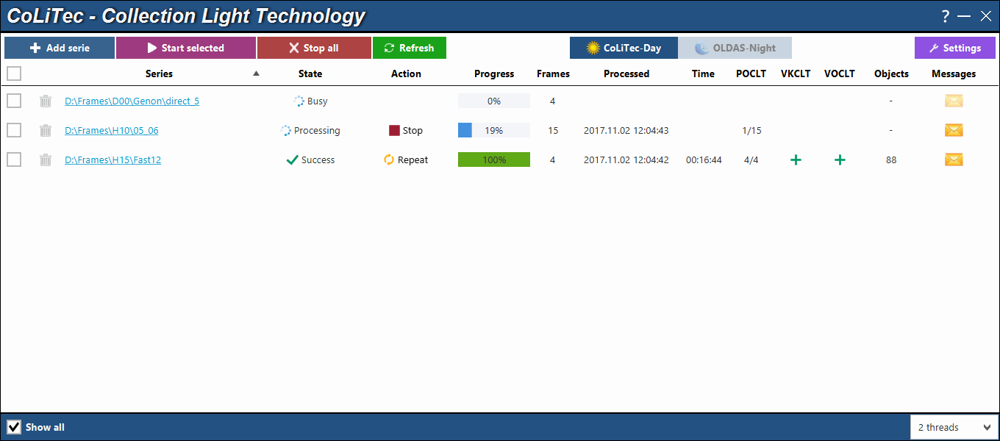 CoLiTec - Collection Light Technology ?
Add serie Start selected Stop all Refresh CoLiTec-Day OLDAS-Night Settings
Series State Action Progress Frames Processed Time POCLT VKCLT VOCLT Objects Messages
D:\Frames\D00\Genon\direct_5 Busy 0% 4 -
D:\Frames\H10\05_06 Processing Stop 19% 15 2017.11.02 12:04:43 1/15 -
D:\Frames\H15\Fast12 Success Repeat 100% 4 2017.11.02 12:04:42 00:16:44 4/4 + + 88
Show all 2 threads